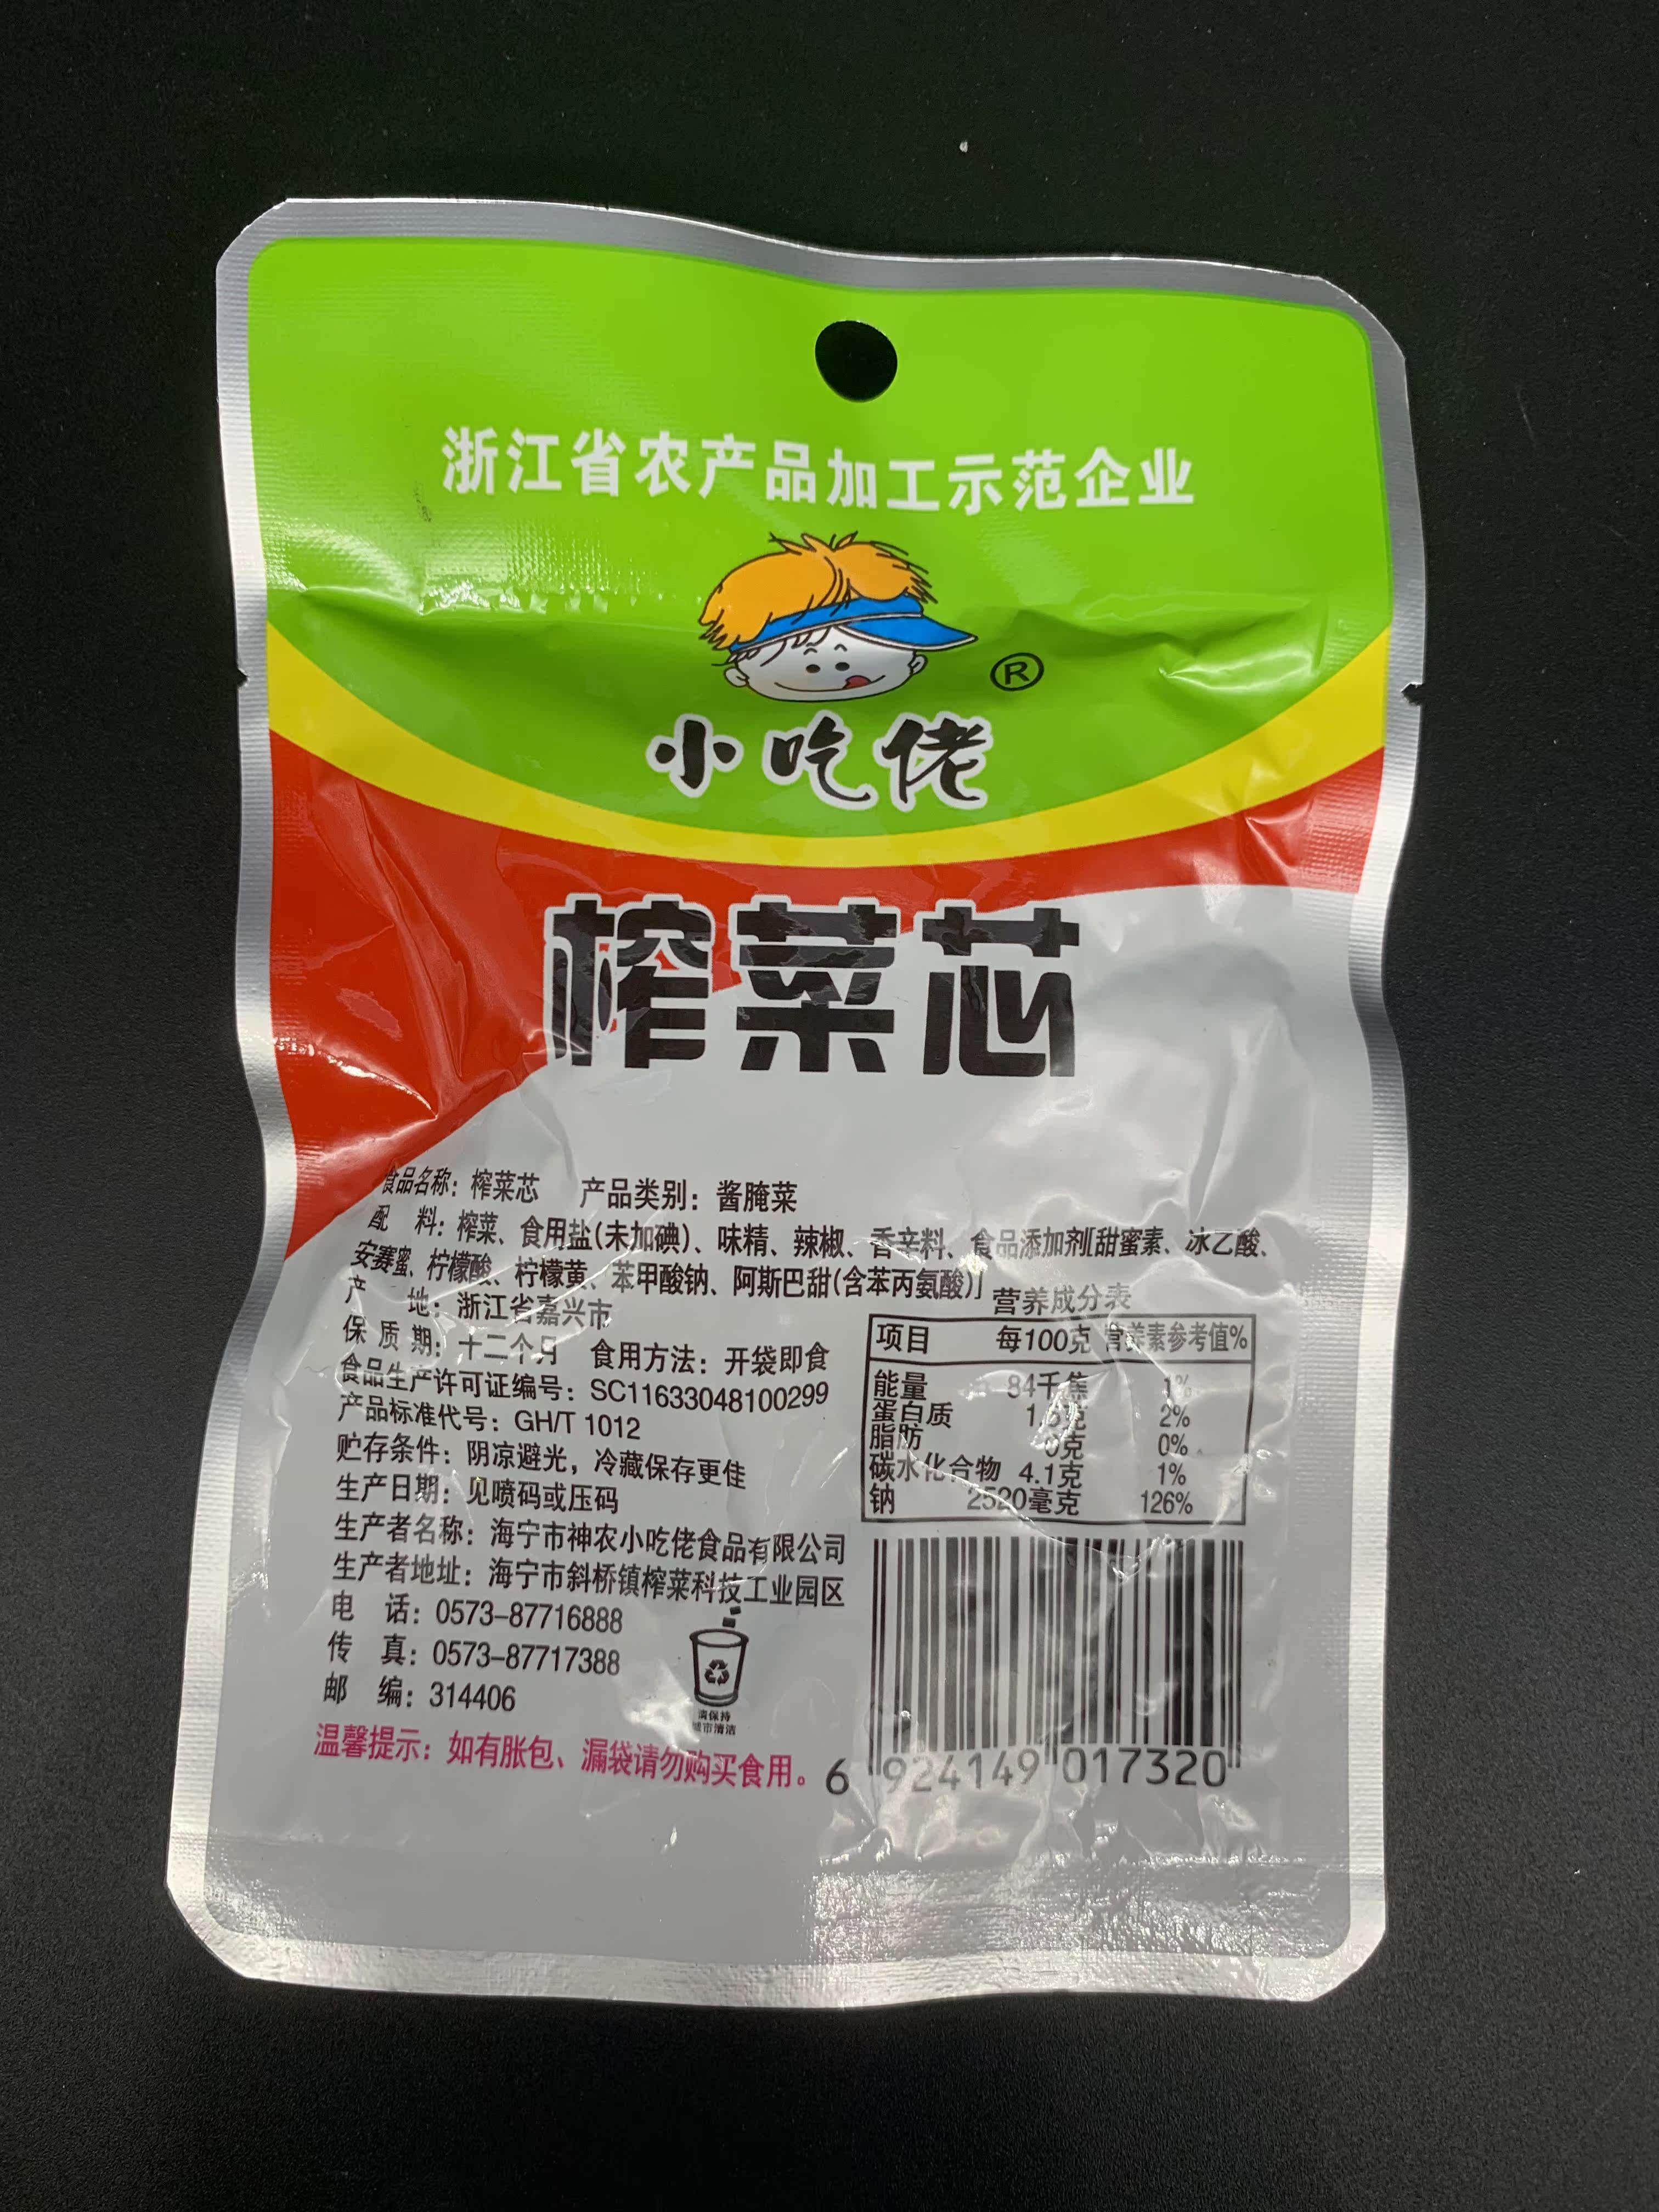 浙江省农产品加工示范企业
®
小吃佬
榨菜芯
食品名称：榨菜芯 产品类别：酱腌菜
配 料：榨菜、食用盐(未加碘)、味精、辣椒、香辛料、食品添加剂[甜蜜素、冰乙酸、
安赛蜜、柠檬酸、柠檬黄、苯甲酸钠、阿斯巴甜(含苯丙氨酸)]
产 地：浙江省嘉兴市
保 质 期：十二个月 食用方法：开袋即食
食品生产许可证编号：SC11633048100299
产品标准代号：GH/T 1012
贮存条件：阴凉避光，冷藏保存更佳
生产日期：见喷码或压码
生产者名称：海宁市神农小吃佬食品有限公司
生产者地址：海宁市斜桥镇榨菜科技工业园区
电 话：0573-87716888
传 真：0573-87717388
邮 编：314406
请保持
城市清洁
温馨提示：如有胀包、漏袋请勿购买食用。
营养成分表
项目 每100克 营养素参考值%
能量 84千焦 1%
蛋白质 2%
脂肪 0克 0%
碳水化合物 4.1克 1%
钠 2520毫克 126%
6 924149 017320